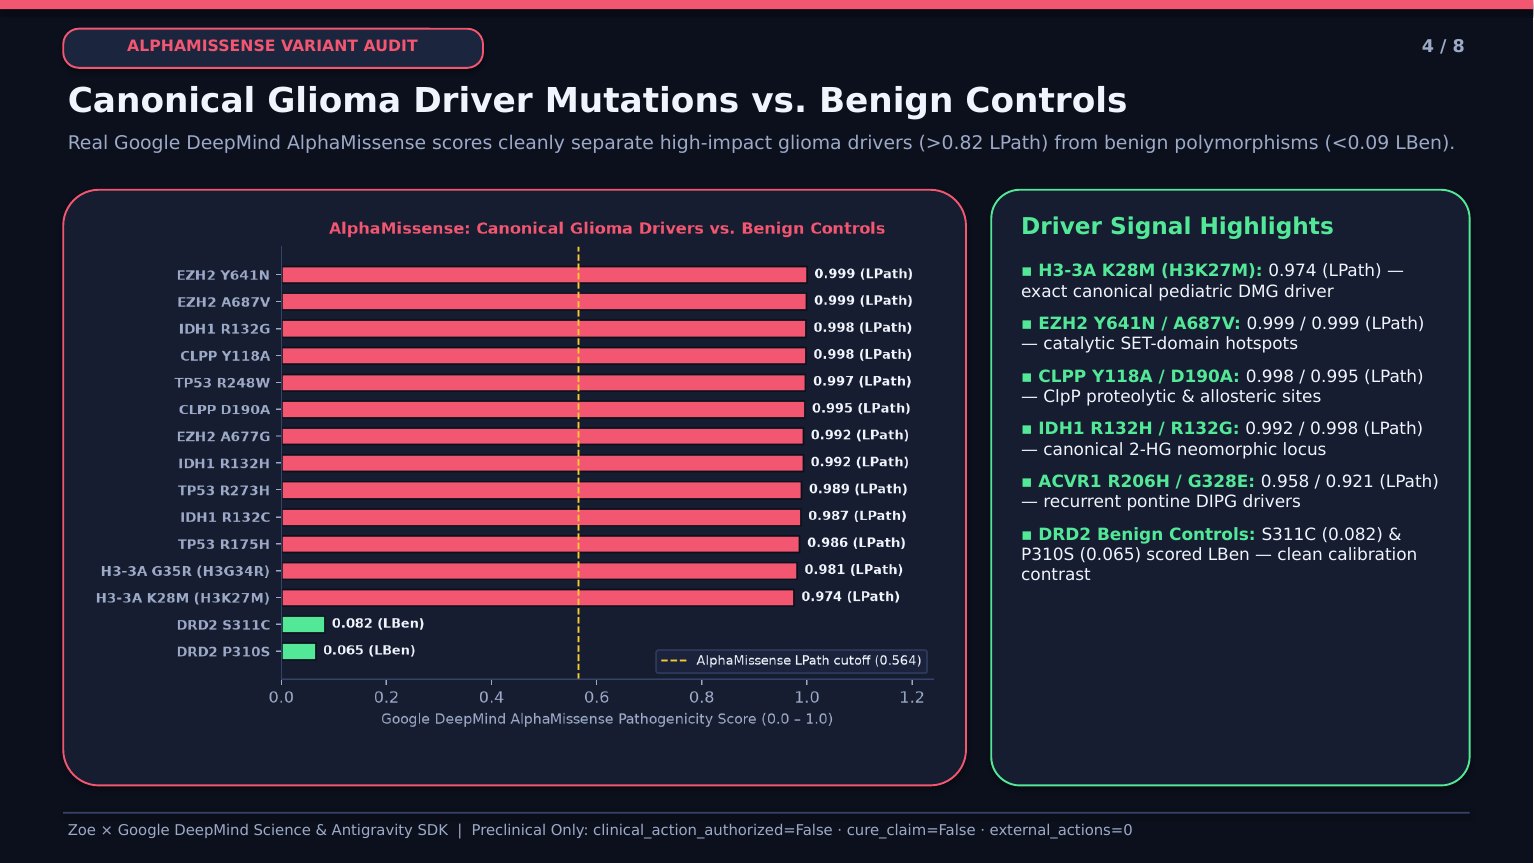 ALPHAMISSENSE VARIANT AUDIT
4 / 8
Canonical Glioma Driver Mutations vs. Benign Controls
Real Google DeepMind AlphaMissense scores cleanly separate high-impact glioma drivers (>0.82 LPath) from benign polymorphisms (<0.09 LBen).
AlphaMissense: Canonical Glioma Drivers vs. Benign Controls
EZH2 Y641N 0.999 (LPath)
EZH2 A687V 0.999 (LPath)
IDH1 R132G 0.998 (LPath)
CLPP Y118A 0.998 (LPath)
TP53 R248W 0.997 (LPath)
CLPP D190A 0.995 (LPath)
EZH2 A677G 0.992 (LPath)
IDH1 R132H 0.992 (LPath)
TP53 R273H 0.989 (LPath)
IDH1 R132C 0.987 (LPath)
TP53 R175H 0.986 (LPath)
H3-3A G35R (H3G34R) 0.981 (LPath)
H3-3A K28M (H3K27M) 0.974 (LPath)
DRD2 S311C 0.082 (LBen)
DRD2 P310S 0.065 (LBen)
AlphaMissense LPath cutoff (0.564)
0.0 0.2 0.4 0.6 0.8 1.0 1.2
Google DeepMind AlphaMissense Pathogenicity Score (0.0 – 1.0)
Driver Signal Highlights
▪ H3-3A K28M (H3K27M): 0.974 (LPath) —
exact canonical pediatric DMG driver
▪ EZH2 Y641N / A687V: 0.999 / 0.999 (LPath)
— catalytic SET-domain hotspots
▪ CLPP Y118A / D190A: 0.998 / 0.995 (LPath)
— ClpP proteolytic & allosteric sites
▪ IDH1 R132H / R132G: 0.992 / 0.998 (LPath)
— canonical 2-HG neomorphic locus
▪ ACVR1 R206H / G328E: 0.958 / 0.921 (LPath)
— recurrent pontine DIPG drivers
▪ DRD2 Benign Controls: S311C (0.082) &
P310S (0.065) scored LBen — clean calibration
contrast
Zoe × Google DeepMind Science & Antigravity SDK | Preclinical Only: clinical_action_authorized=False · cure_claim=False · external_actions=0